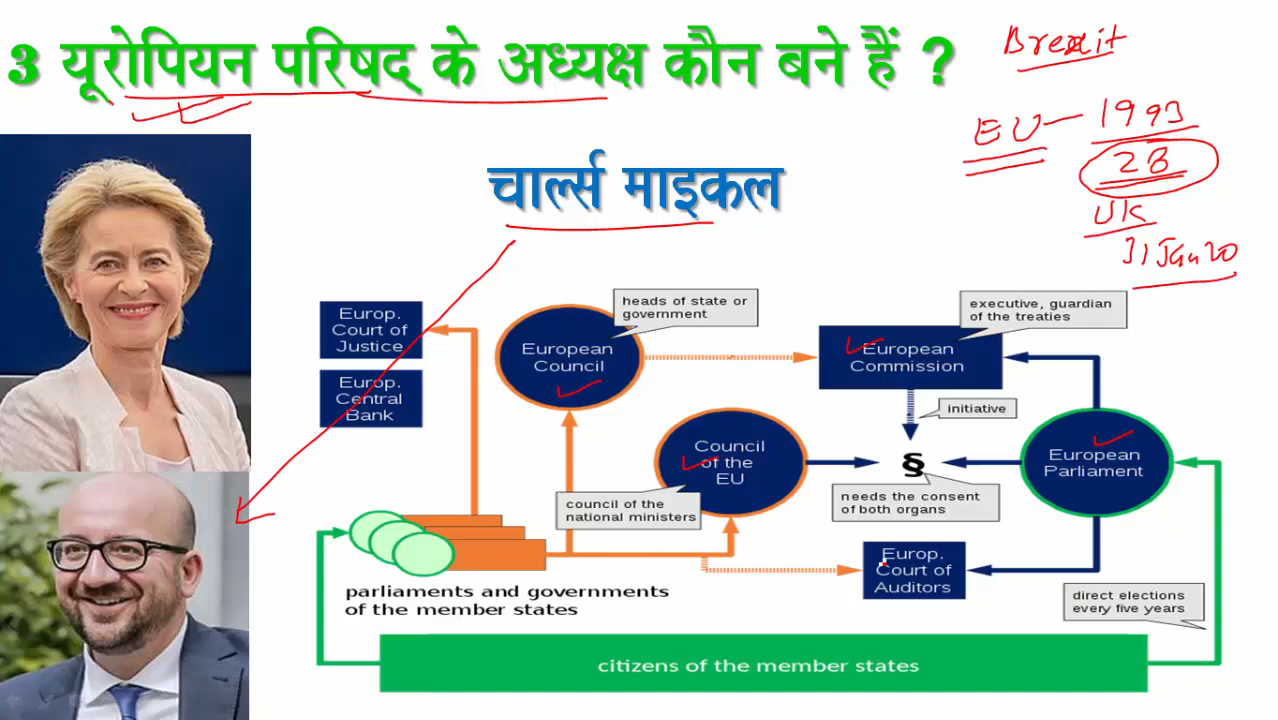 3 यूरोपियन परिषद के अध्यक्ष कौन बने हैं ?
Brexit
EU - 1993
28
UK
31 Jan 20
चार्ल्स माइकल
Europ.
Court of
Justice
Europ.
Central
Bank
European
Council
heads of state or
government
European
Commission
executive, guardian
of the treaties
initiative
Council
of the
EU
council of the
national ministers
§
needs the consent
of both organs
European
Parliament
Europ.
Court of
Auditors
direct elections
every five years
parliaments and governments
of the member states
citizens of the member states